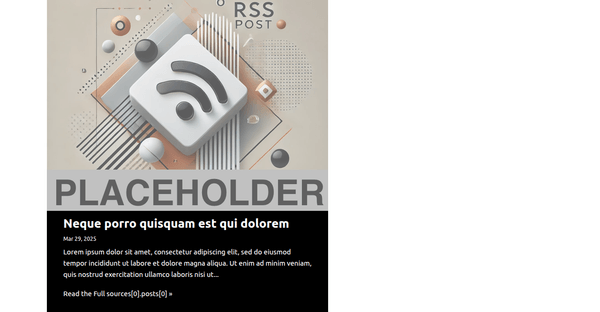 RSS
POST
PLACEHOLDER
Neque porro quisquam est qui dolorem
Mar 29, 2025
Lorem ipsum dolor sit amet, consectetur adipiscing elit, sed do eiusmod
tempor incididunt ut labore et dolore magna aliqua. Ut enim ad minim veniam,
quis nostrud exercitation ullamco laboris nisi ut...
Read the Full sources[0].posts[0] »